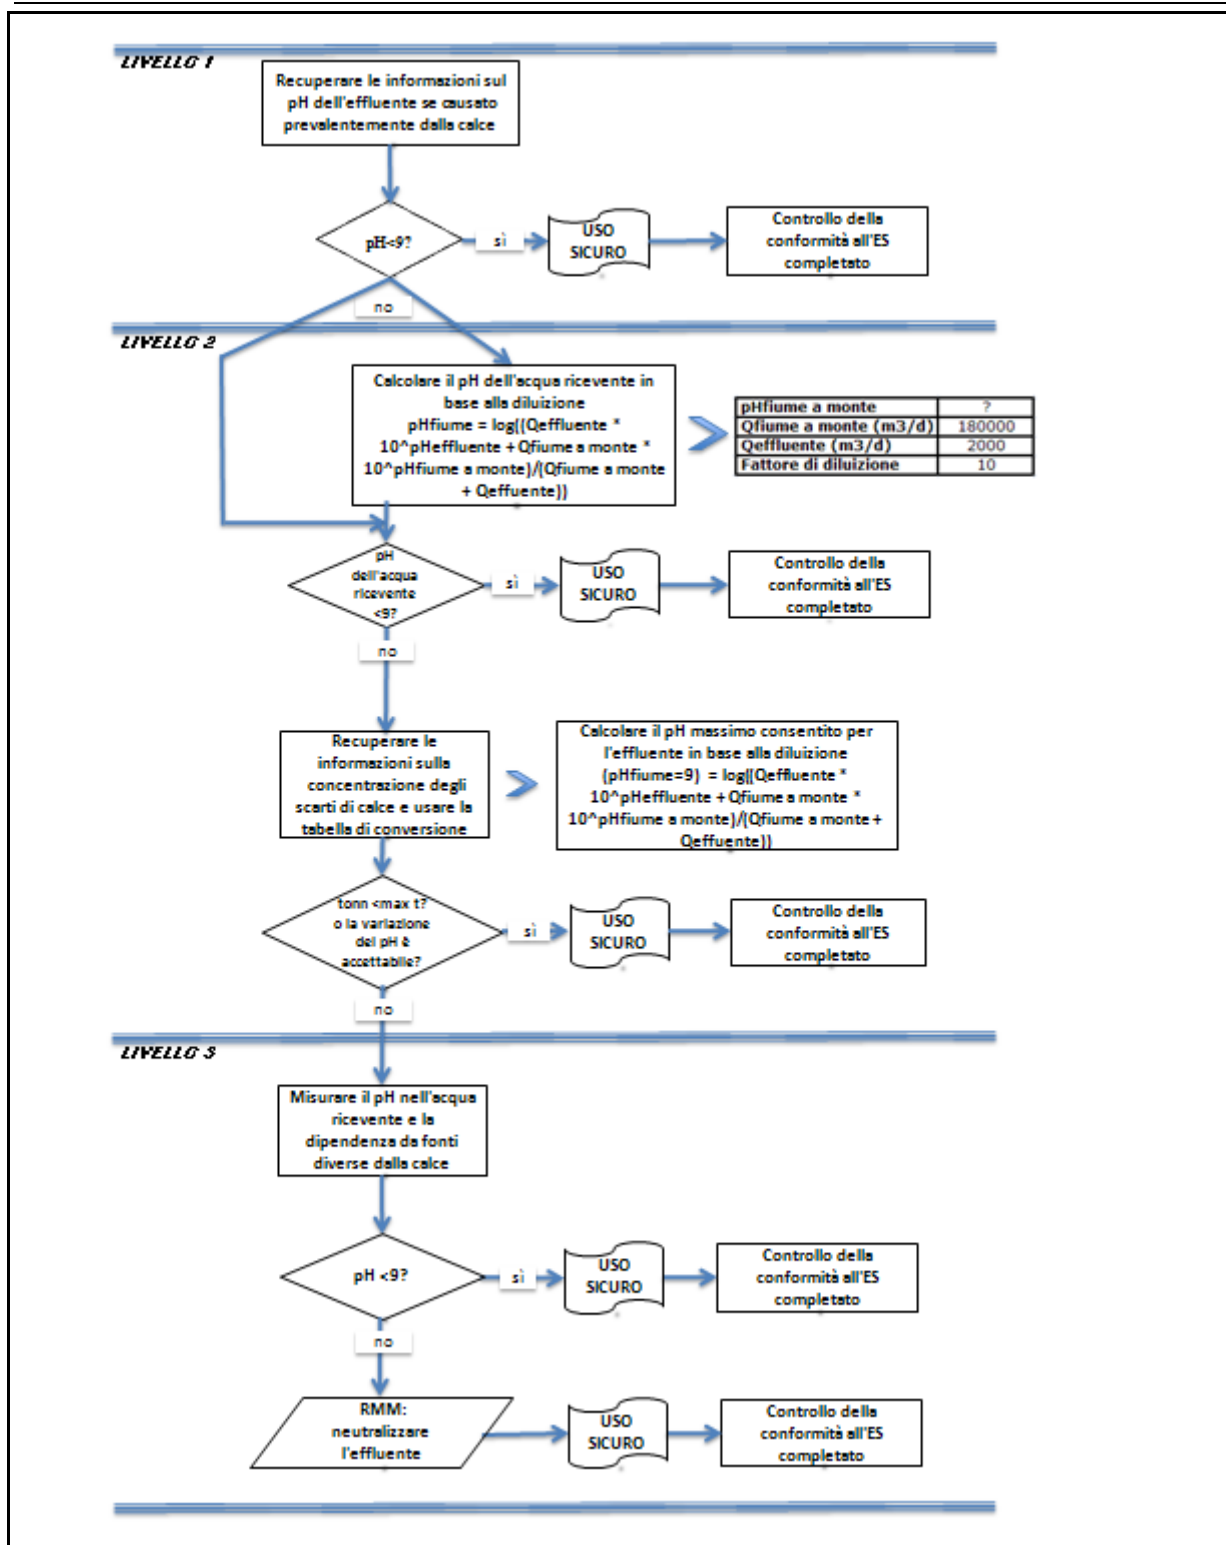 LIVELLO 1
Recuperare le informazioni sul
pH dell'effluente se causato
prevalentemente dalla calce
pH<9?
sì
USO
SICURO
Controllo della
conformità all'ES
completato
no
LIVELLO 2
Calcolare il pH dell'acqua ricevente in
base alla diluizione
pHfiume = log((Qeffluente *
10^pHeffluente + Qfiume a monte *
10^pHfiume a monte)/(Qfiume a monte
+ Qeffuente))
pHfiume a monte ?
Qfiume a monte (m3/d) 180000
Qeffluente (m3/d) 2000
Fattore di diluizione 10
pH
dell'acqua
ricevente
<9?
sì
USO
SICURO
Controllo della
conformità all'ES
completato
no
Recuperare le
informazioni sulla
concentrazione degli
scarti di calce e usare la
tabella di conversione
Calcolare il pH massimo consentito per
l'effluente in base alla diluizione
(pHfiume=9) = log((Qeffluente *
10^pHeffluente + Qfiume a monte *
10^pHfiume a monte)/(Qfiume a monte +
Qeffuente))
tonn <max t?
o la variazione
del pH è
accettabile?
sì
USO
SICURO
Controllo della
conformità all'ES
completato
no
LIVELLO 3
Misurare il pH nell'acqua
ricevente e la
dipendenza da fonti
diverse dalla calce
pH <9?
sì
USO
SICURO
Controllo della
conformità all'ES
completato
no
RMM:
neutralizzare
l'effluente
USO
SICURO
Controllo della
conformità all'ES
completato